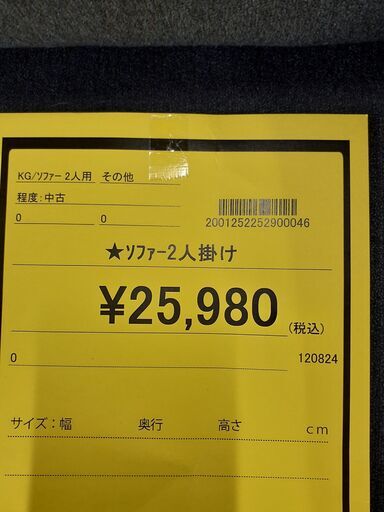 KG/ソファー 2人用 その他
程度:中古
0 0
2001252252900046
★ソファー2人掛け
¥25,980 (税込)
0 120824
サイズ:幅 奥行 高さ cm